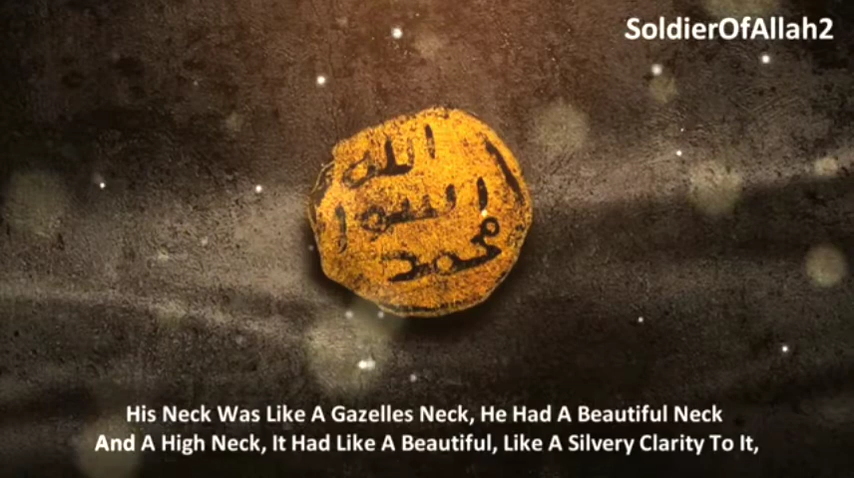 SoldierOfAllah2
الله
رسول
محمد
His Neck Was Like A Gazelles Neck, He Had A Beautiful Neck
And A High Neck, It Had Like A Beautiful, Like A Silvery Clarity To It,